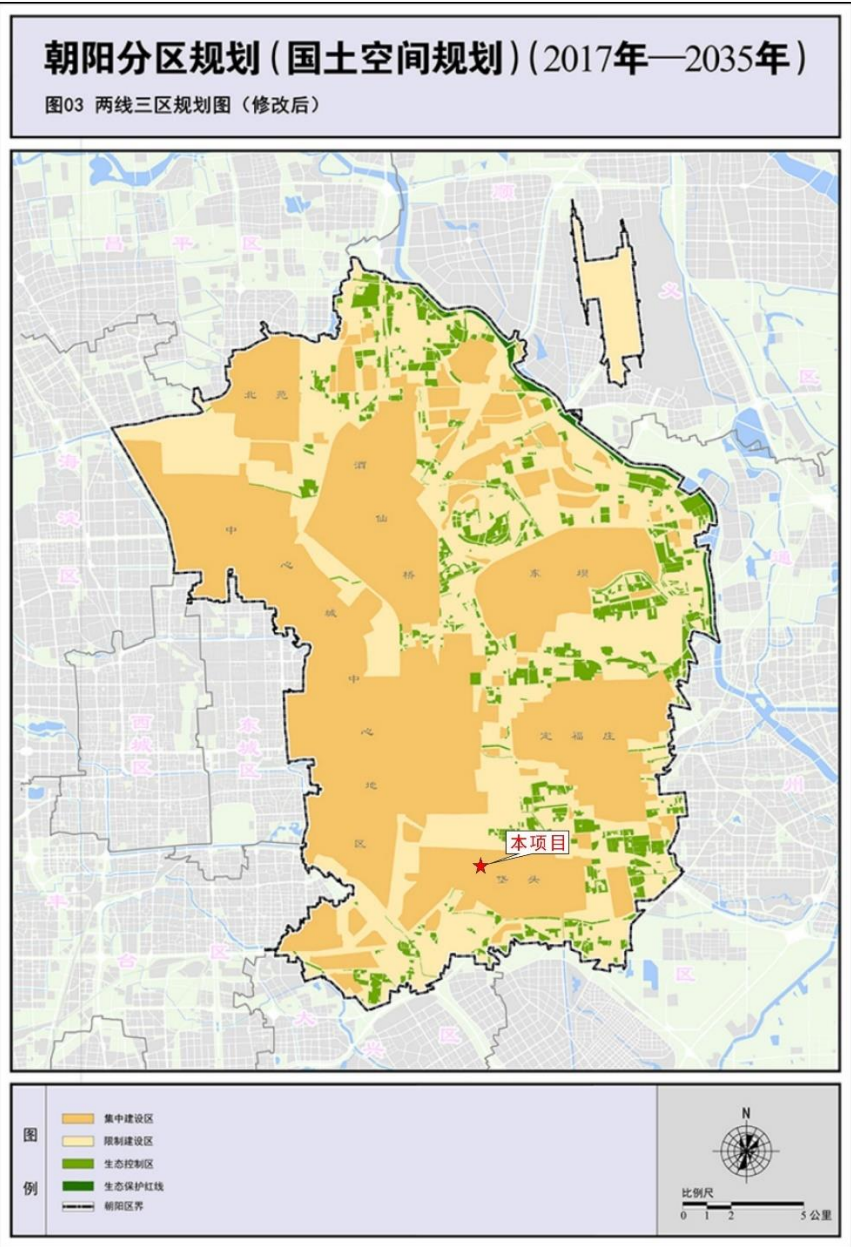 朝阳分区规划（国土空间规划）（2017年—2035年）
图03 两线三区规划图（修改后）
昌平区
顺
义
区
海
淀
区
北苑
酒
仙
桥
中
心
城
东坝
通
中
心
地
区
定福庄
西
城
区
东
城
区
州
本项目
垡头
丰
台
区
区
大
兴
区
图
例
集中建设区
限制建设区
生态控制区
生态保护红线
朝阳区界
N
比例尺
0 1 2 5 公里